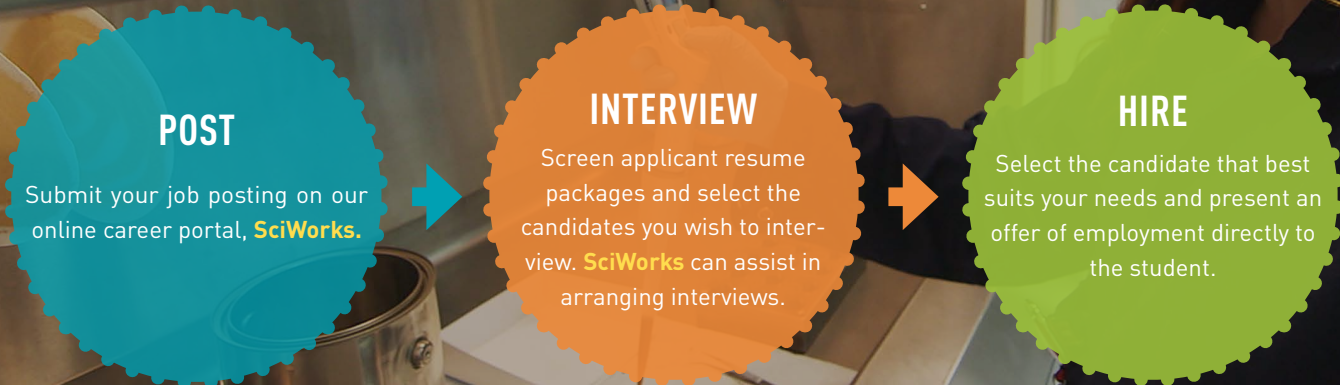 POST
Submit your job posting on our
online career portal, SciWorks.
INTERVIEW
Screen applicant resume
packages and select the
candidates you wish to inter-
view. SciWorks can assist in
arranging interviews.
HIRE
Select the candidate that best
suits your needs and present an
offer of employment directly to
the student.